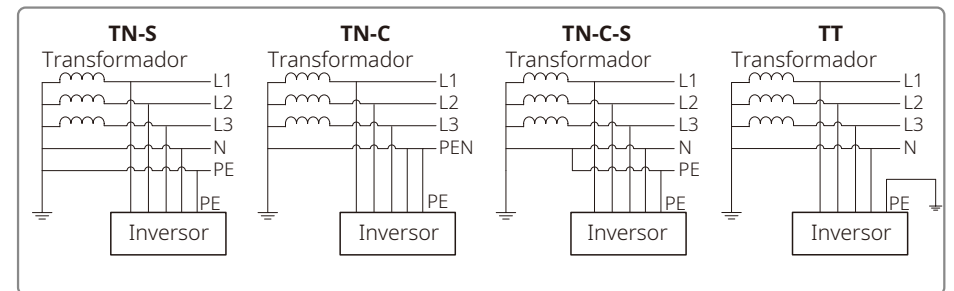 TN-S
Transformador
L1
L2
L3
N
PE
PE
Inversor
TN-C
Transformador
L1
L2
L3
PEN
PE
Inversor
TN-C-S
Transformador
L1
L2
L3
N
PE
PE
Inversor
TT
Transformador
L1
L2
L3
N
PE
Inversor